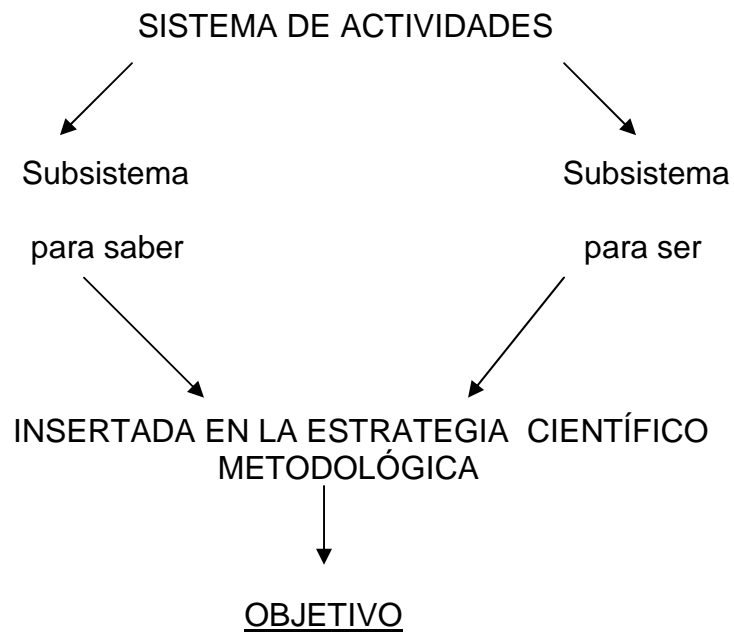 SISTEMA DE ACTIVIDADES
Subsistema
para saber
Subsistema
para ser
INSERTADA EN LA ESTRATEGIA CIENTÍFICO
METODOLÓGICA
OBJETIVO